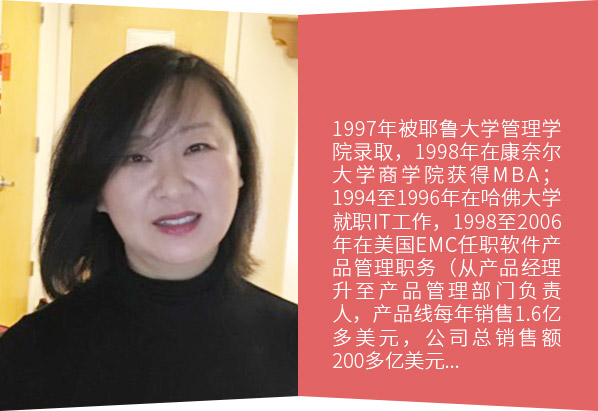 1997年被耶鲁大学管理学
院录取，1998年在康奈尔
大学商学院获得MBA；
1994至1996年在哈佛大学
就职IT工作，1998至2006
年在美国EMC任职软件产
品管理职务（从产品经理
升至产品管理部门负责
人，产品线每年销售1.6亿
多美元，公司总销售额
200多亿美元...